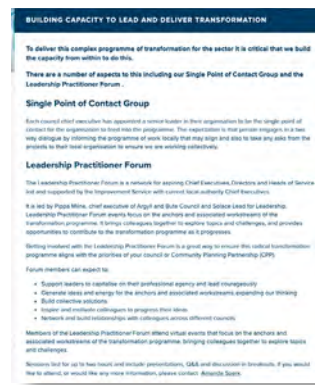 BUILDING CAPACITY TO LEAD AND DELIVER TRANSFORMATION
To deliver this complex programme of transformation for the sector it is critical that we build
the capacity from within to do this.
There are a number of aspects to this including our Single Point of Contact Group and the
Leadership Practitioner Forum .
Single Point of Contact Group
Each council chief executive has appointed a senior leader in their organisation to be the single point of
contact for the organisation to feed into the programme. The expectation is that person engages in a two
way dialogue by informing the programme of work locally that may align and also to take any asks from the
projects to their local organisation to ensure we are working collectively.
Leadership Practitioner Forum
The Leadership Practitioner Forum is a network for aspiring Chief Executives, Directors and Heads of Service
led and supported by the Improvement Service with current local authority Chief Executives.
It is led by Pippa Milne, chief executive of Argyll and Bute Council and Solace Lead for Leadership.
Leadership Practitioner Forum events focus on the anchors and associated workstreams of the
transformation programme. It brings colleagues together to explore topics and challenges, and provides
opportunities to contribute to the transformation programme as it progresses.
Getting involved with the Leadership Practitioner Forum is a great way to ensure this radical transformation
programme aligns with the priorities of your council or Community Planning Partnership (CPP).
Forum members can expect to:
• Support leaders to capitalise on their professional agency and lead courageously
• Generate ideas and energy for the anchors and associated workstreams, expanding our thinking
• Build collective solutions
• Inspire and motivate colleagues to progress their ideas
• Network and build relationships with colleagues across different councils
Members of the Leadership Practitioner Forum attend virtual events that focus on the anchors and
associated workstreams of the transformation programme, bringing colleagues together to explore topics
and challenges.
Sessions last for up to two hours and include presentations, Q&A and discussion in breakouts. If you would
like to attend, or would like any more information, please contact Amanda Spark.